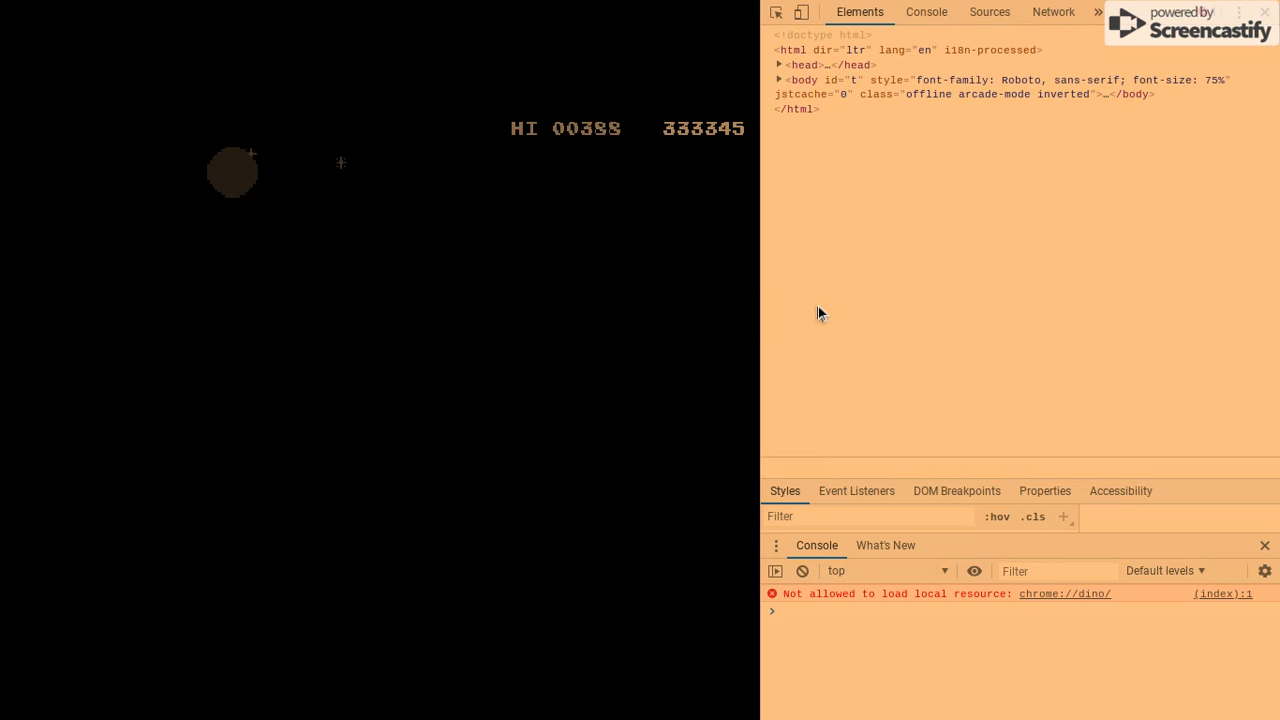 HI 00388 333345
Elements Console Sources Network »
powered by
Screencastify
<!doctype html>
<html dir="ltr" lang="en" i18n-processed>
<head>…</head>
<body id="t" style="font-family: Roboto, sans-serif; font-size: 75%"
jstcache="0" class="offline arcade-mode inverted">…</body>
</html>
Styles Event Listeners DOM Breakpoints Properties Accessibility
Filter :hov .cls +
Console What's New
top Filter Default levels
Not allowed to load local resource: chrome://dino/ (index):1
>